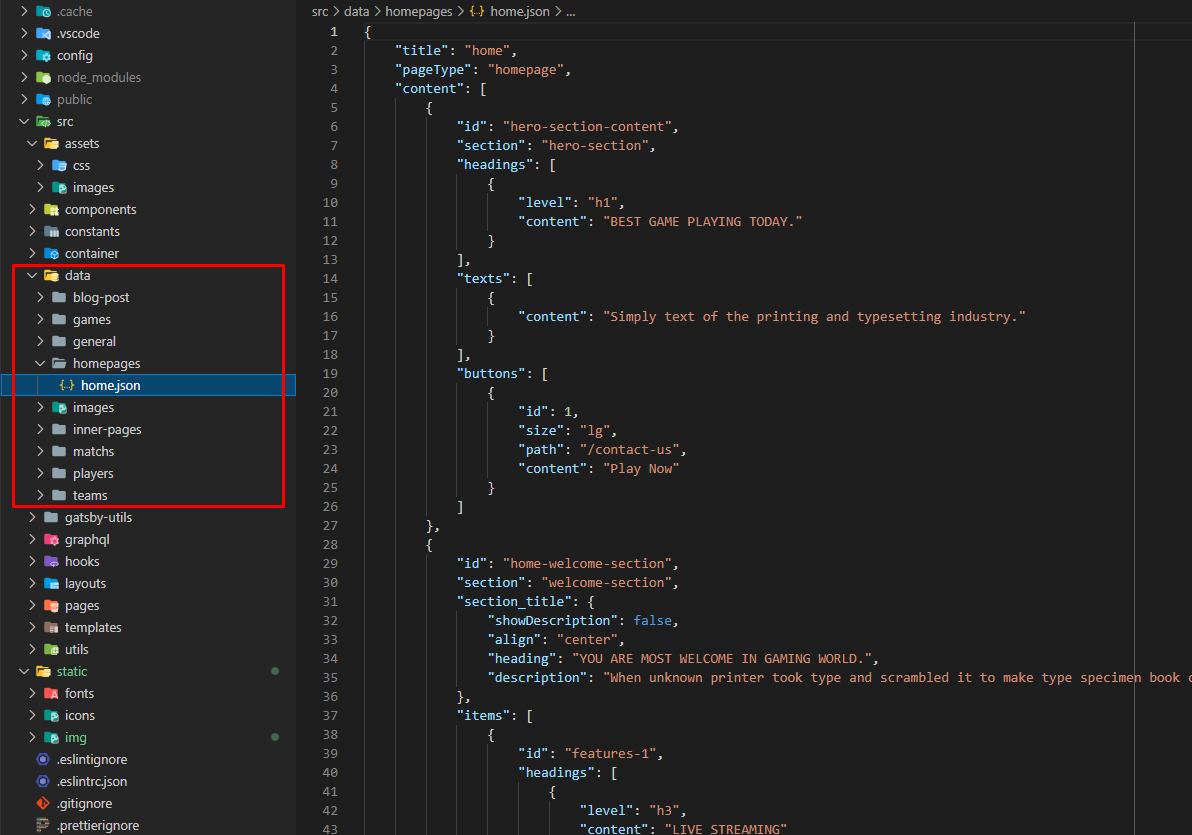 .cache
.vscode
config
node_modules
public
src
assets
css
images
components
constants
container
data
blog-post
games
general
homepages
{..} home.json
images
inner-pages
matchs
players
teams
gatsby-utils
graphql
hooks
layouts
pages
templates
utils
static
fonts
icons
img
.eslintignore
.eslintrc.json
.gitignore
.prettierignore
src > data > homepages > {..} home.json > ...
1 {
2 "title": "home",
3 "pageType": "homepage",
4 "content": [
5 {
6 "id": "hero-section-content",
7 "section": "hero-section",
8 "headings": [
9 {
10 "level": "h1",
11 "content": "BEST GAME PLAYING TODAY."
12 }
13 ],
14 "texts": [
15 {
16 "content": "Simply text of the printing and typesetting industry."
17 }
18 ],
19 "buttons": [
20 {
21 "id": 1,
22 "size": "lg",
23 "path": "/contact-us",
24 "content": "Play Now"
25 }
26 ]
27 },
28 {
29 "id": "home-welcome-section",
30 "section": "welcome-section",
31 "section_title": {
32 "showDescription": false,
33 "align": "center",
34 "heading": "YOU ARE MOST WELCOME IN GAMING WORLD.",
35 "description": "When unknown printer took type and scrambled it to make type specimen book
36 },
37 "items": [
38 {
39 "id": "features-1",
40 "headings": [
41 {
42 "level": "h3",
43 "content": "LIVE STREAMING"